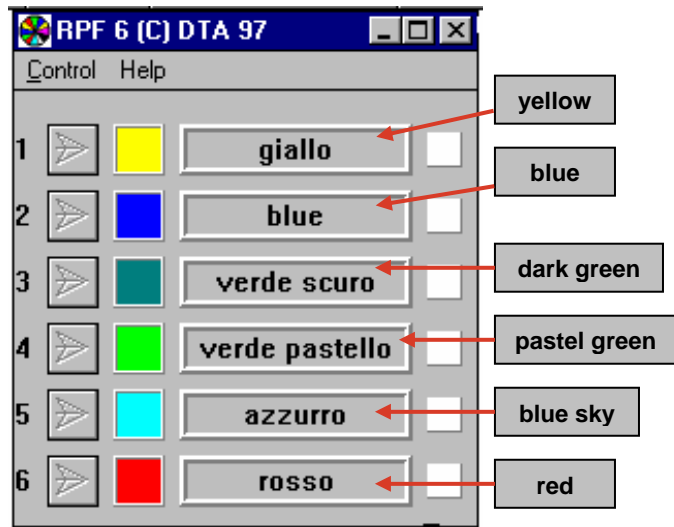 RPF 6 (C) DTA 97
Control Help
yellow
1 giallo
blue
2 blue
dark green
3 verde scuro
pastel green
4 verde pastello
blue sky
5 azzurro
red
6 rosso